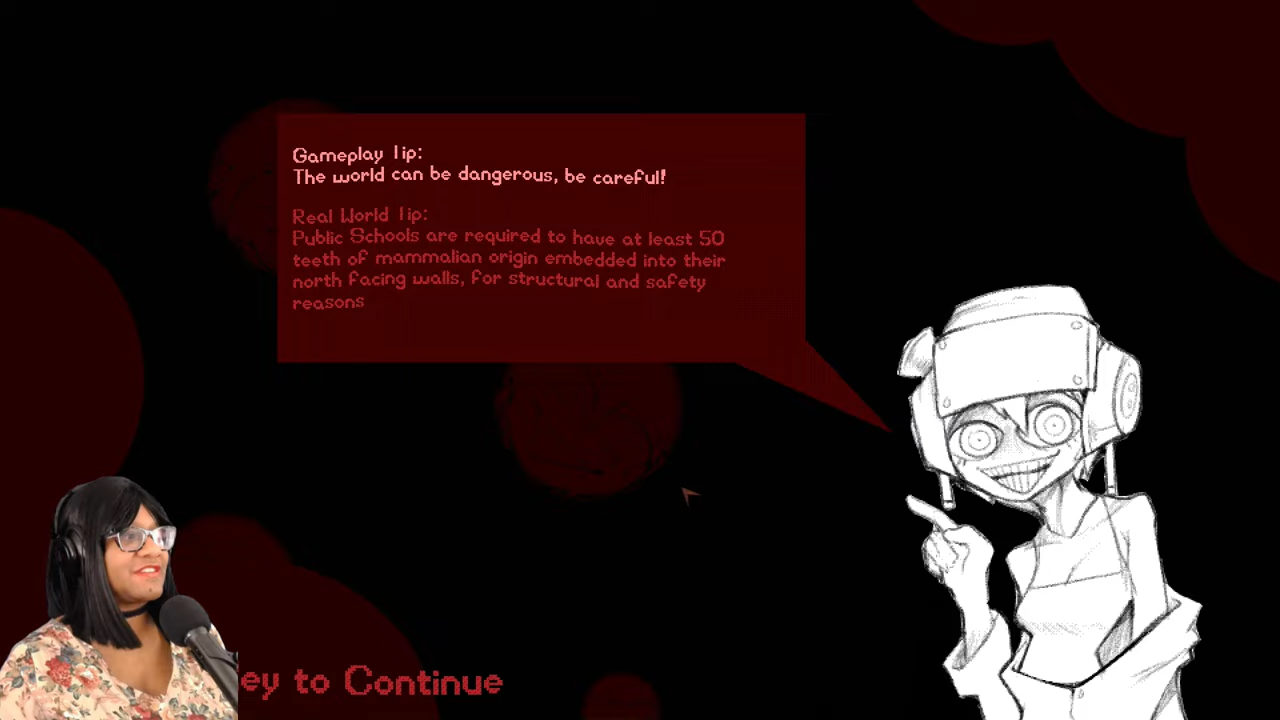 Gameplay Tip:
The world can be dangerous, be careful!
Real World Tip:
Public Schools are required to have at least 50
teeth of mammalian origin embedded into their
north facing walls, for structural and safety
reasons
ey to Continue